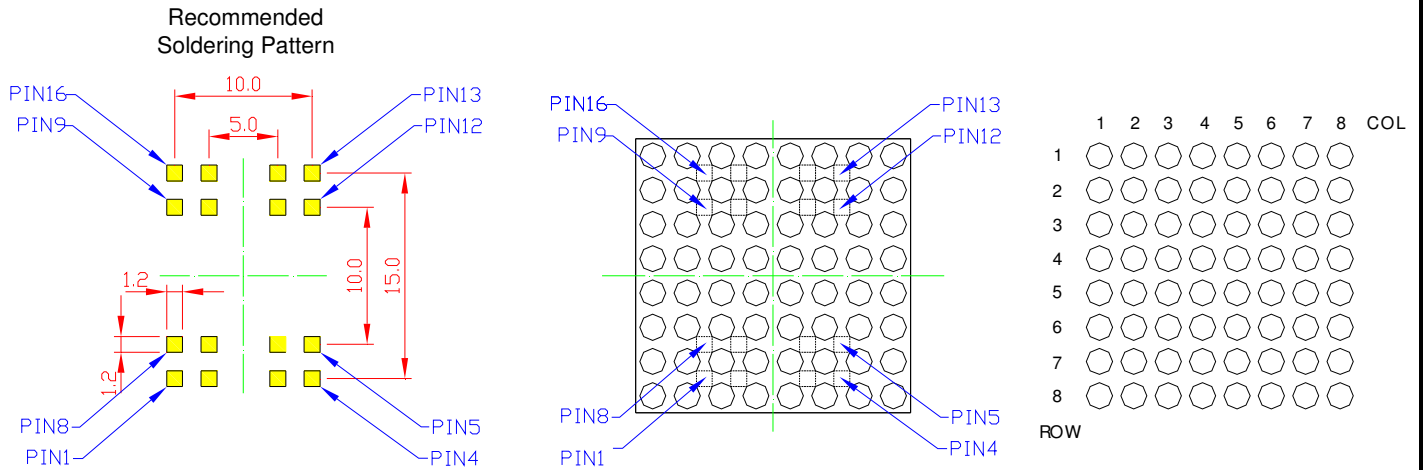 Recommended
Soldering Pattern
10.0
PIN16
PIN13
PIN9
5.0
PIN12
1.2
10.0
15.0
1.2
PIN8
PIN5
PIN1
PIN4
PIN16
PIN13
PIN9
PIN12
PIN8
PIN5
PIN1
PIN4
1 2 3 4 5 6 7 8 COL
1
2
3
4
5
6
7
8
ROW